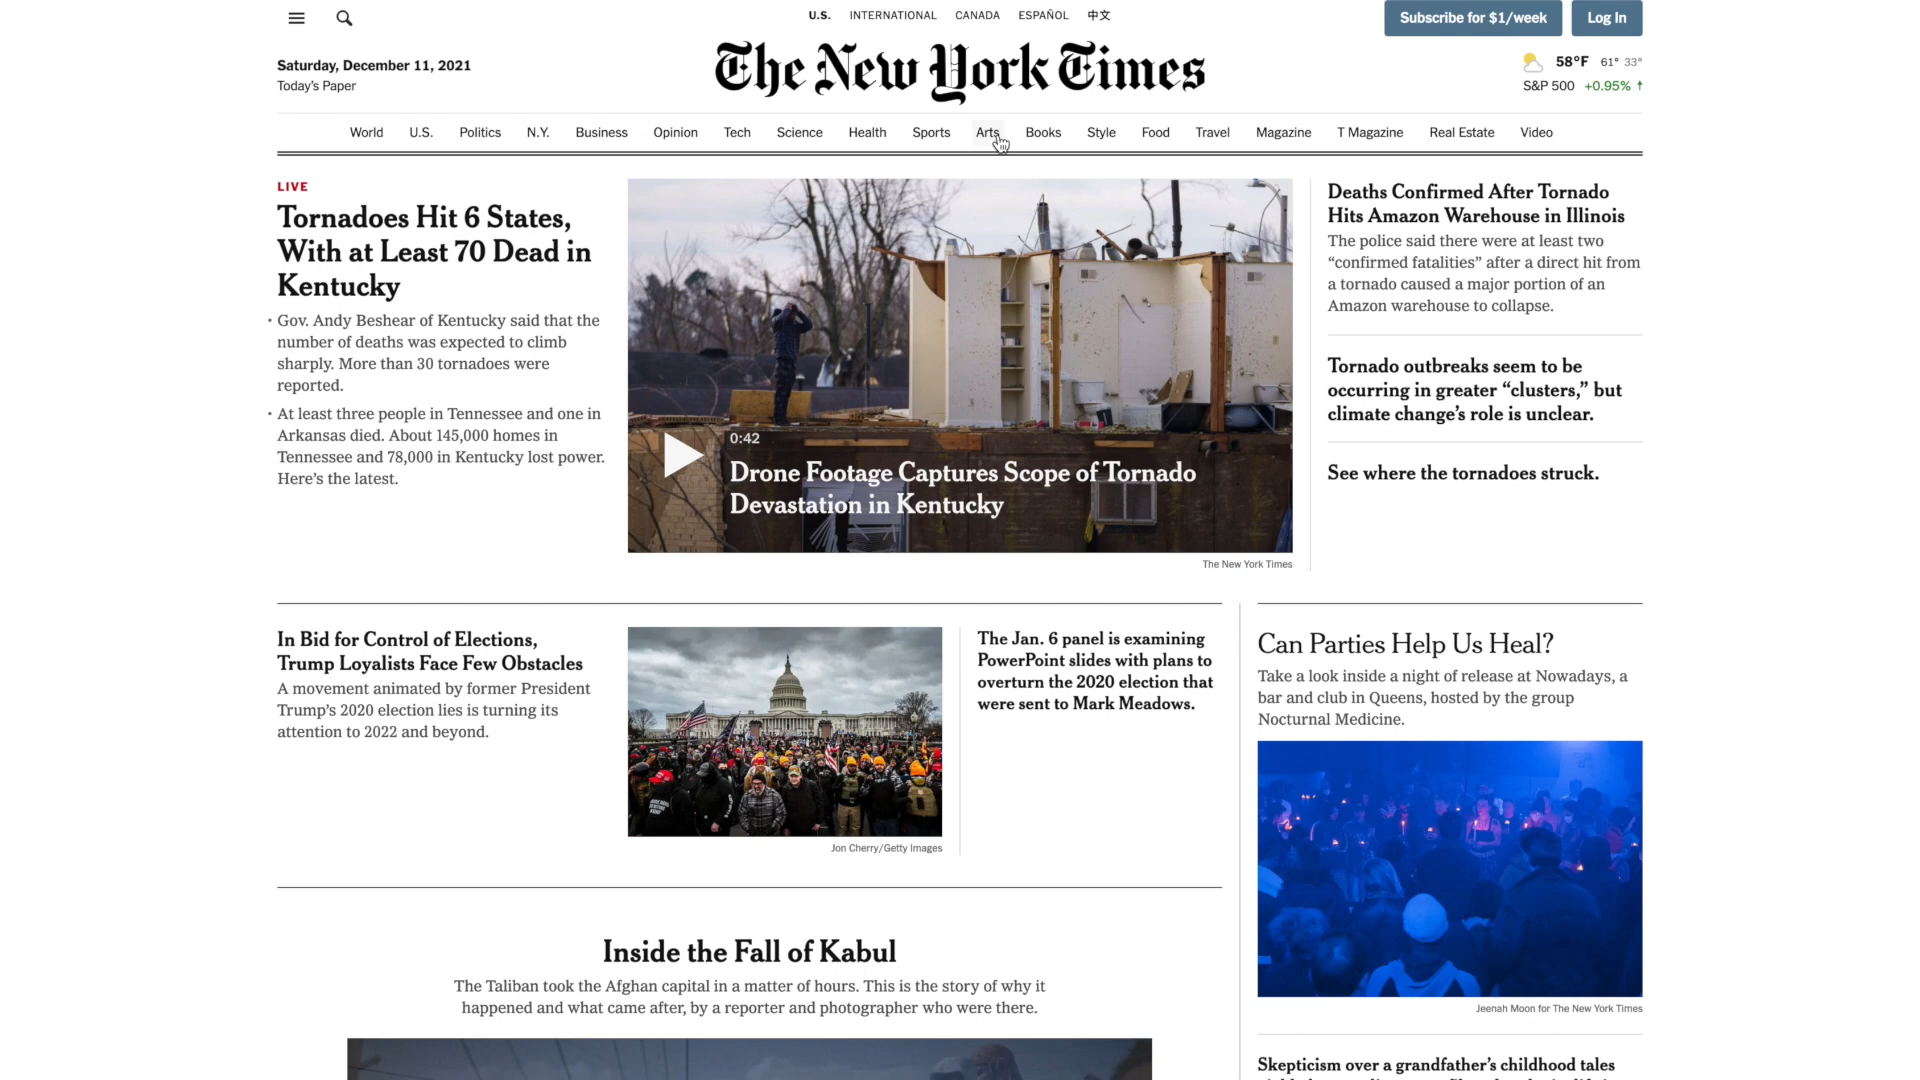 U.S. INTERNATIONAL CANADA ESPAÑOL 中文
Subscribe for $1/week
Log In
Saturday, December 11, 2021
Today's Paper
The New York Times
58°F 61° 33°
S&P 500 +0.95% ↑
World U.S. Politics N.Y. Business Opinion Tech Science Health Sports Arts Books Style Food Travel Magazine T Magazine Real Estate Video
LIVE
Tornadoes Hit 6 States,
With at Least 70 Dead in
Kentucky
• Gov. Andy Beshear of Kentucky said that the
number of deaths was expected to climb
sharply. More than 30 tornadoes were
reported.
• At least three people in Tennessee and one in
Arkansas died. About 145,000 homes in
Tennessee and 78,000 in Kentucky lost power.
Here's the latest.
0:42
Drone Footage Captures Scope of Tornado
Devastation in Kentucky
The New York Times
Deaths Confirmed After Tornado
Hits Amazon Warehouse in Illinois
The police said there were at least two
“confirmed fatalities” after a direct hit from
a tornado caused a major portion of an
Amazon warehouse to collapse.
Tornado outbreaks seem to be
occurring in greater “clusters,” but
climate change's role is unclear.
See where the tornadoes struck.
In Bid for Control of Elections,
Trump Loyalists Face Few Obstacles
A movement animated by former President
Trump's 2020 election lies is turning its
attention to 2022 and beyond.
Jon Cherry/Getty Images
The Jan. 6 panel is examining
PowerPoint slides with plans to
overturn the 2020 election that
were sent to Mark Meadows.
Can Parties Help Us Heal?
Take a look inside a night of release at Nowadays, a
bar and club in Queens, hosted by the group
Nocturnal Medicine.
Jeenah Moon for The New York Times
Inside the Fall of Kabul
The Taliban took the Afghan capital in a matter of hours. This is the story of why it
happened and what came after, by a reporter and photographer who were there.
Skepticism over a grandfather's childhood tales